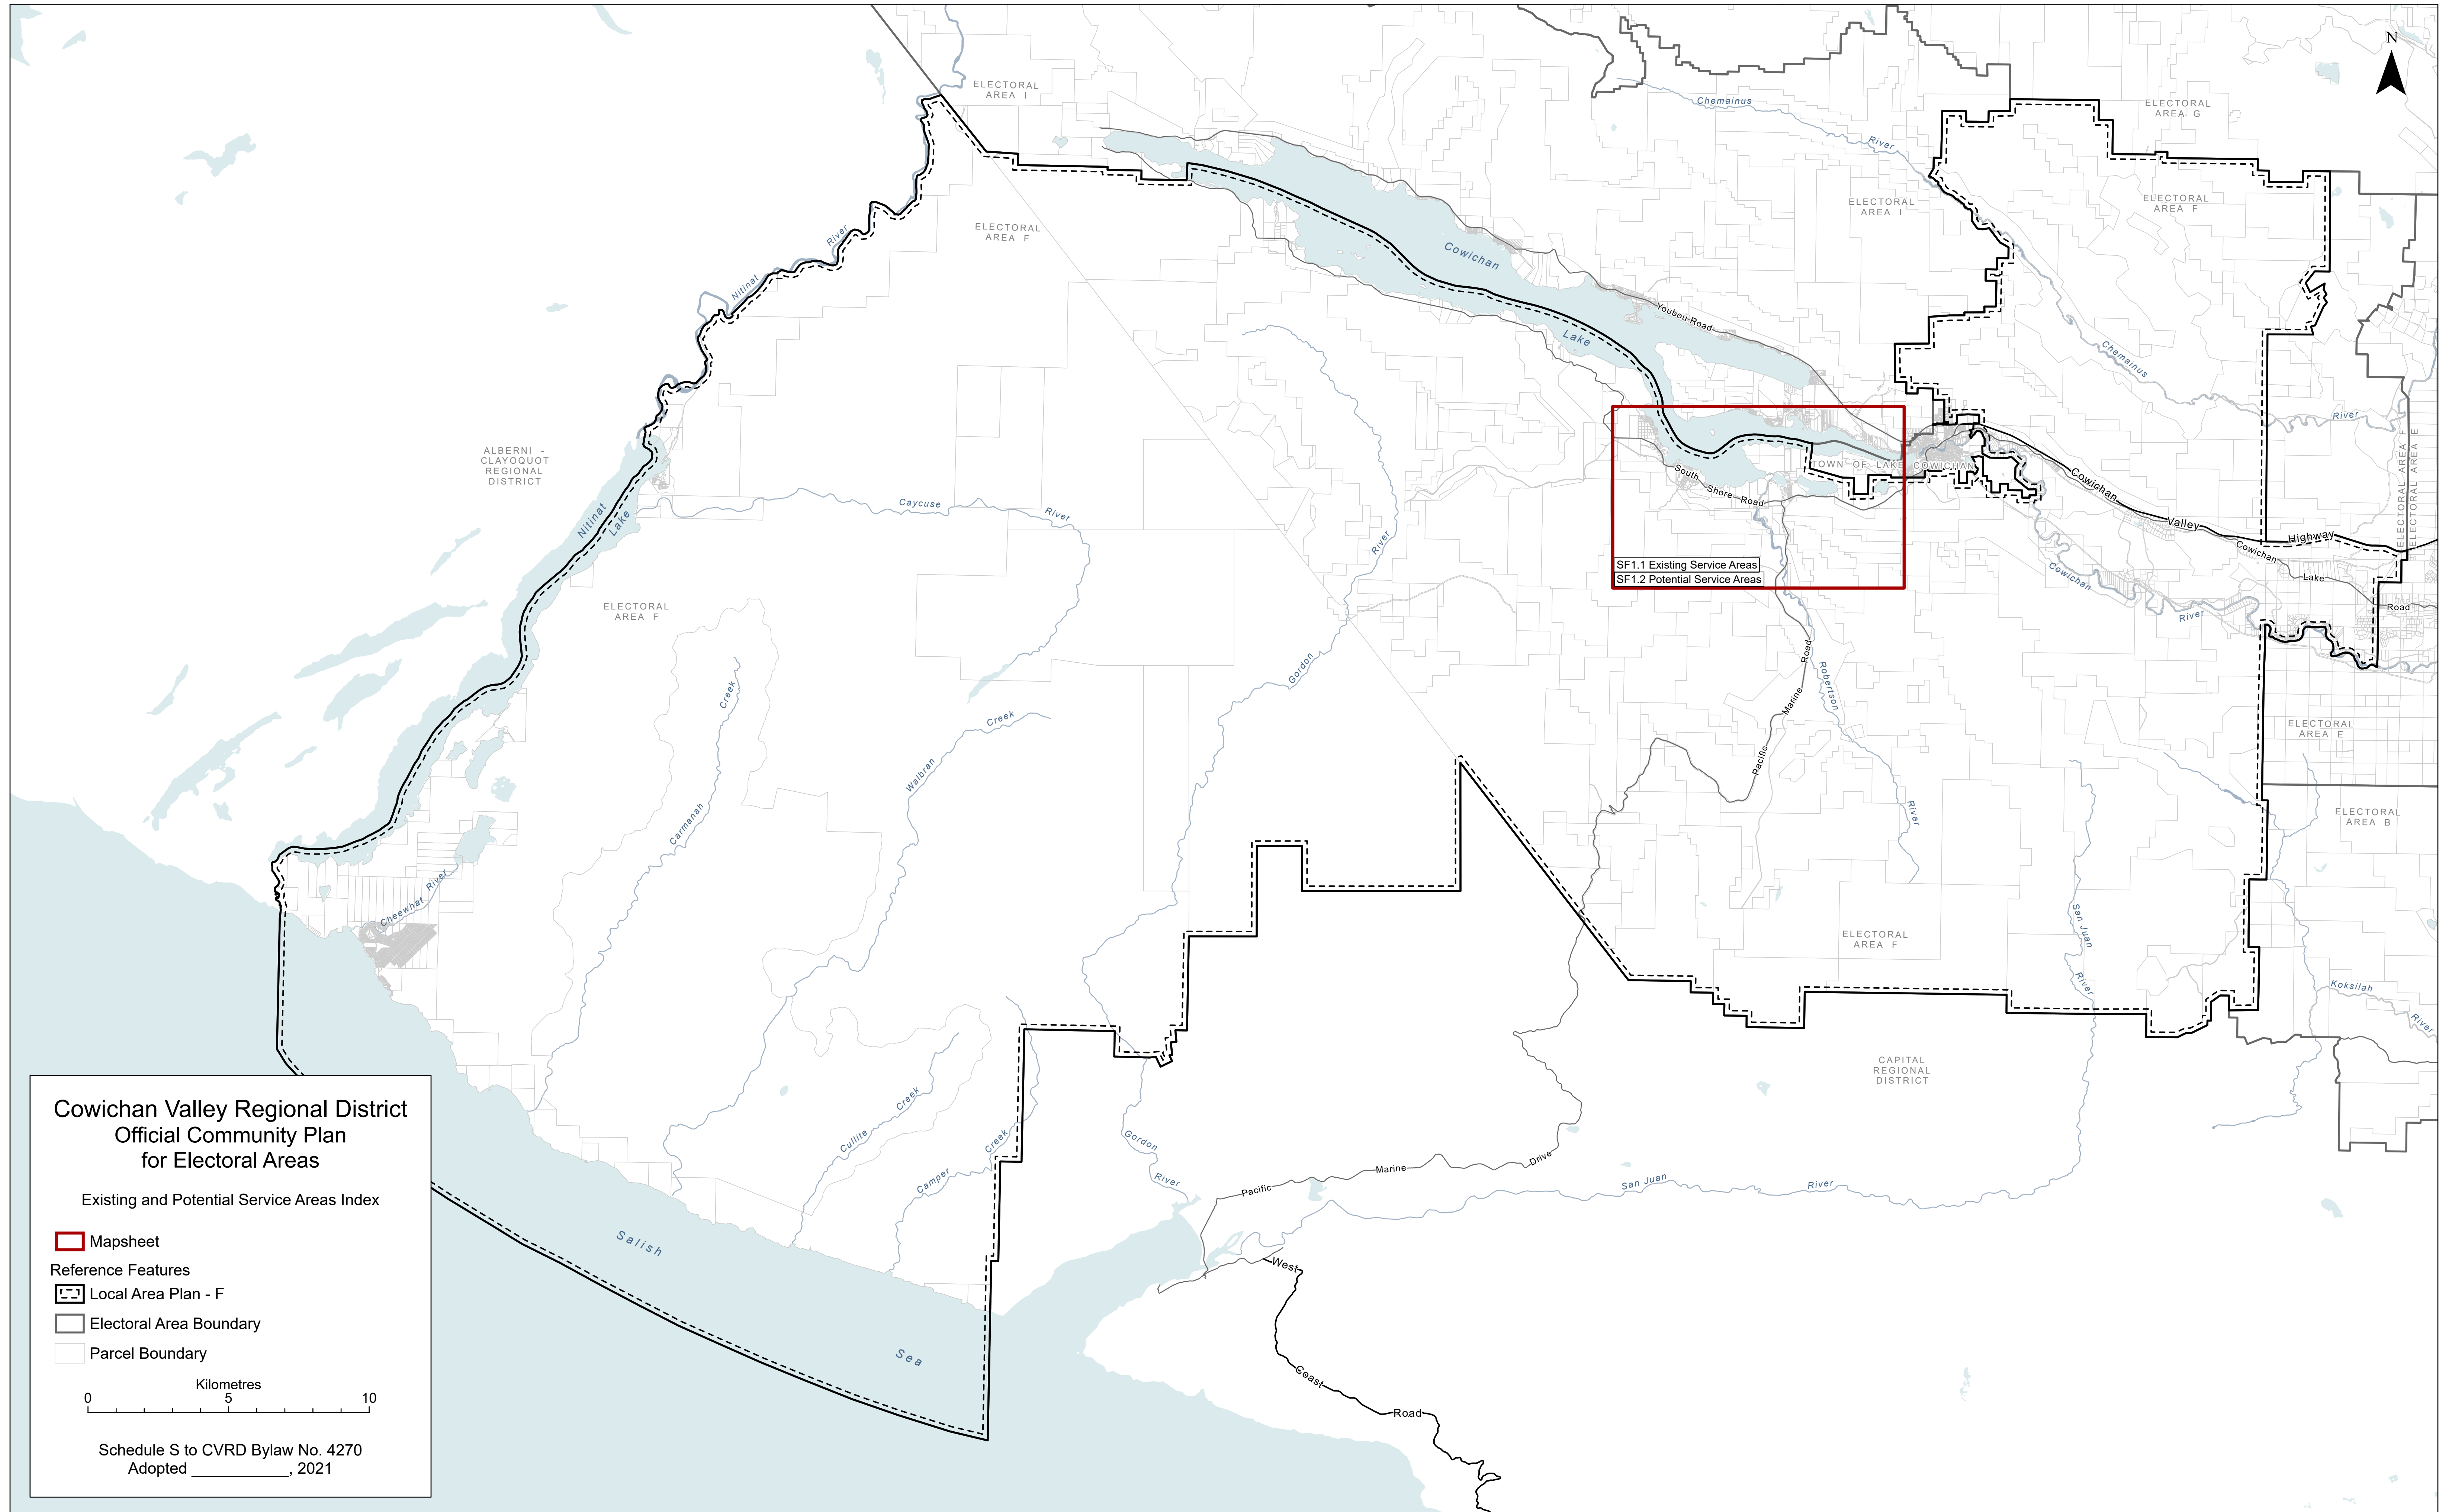 N
ELECTORAL
AREA I
Chemainus
River
ELECTORAL
AREA G
ELECTORAL
AREA F
ELECTORAL
AREA I
ELECTORAL
AREA F
River
Nitinat
Cowichan
Lake
Youbou Road
Chemainus
River
ELECTORAL AREA F
ELECTORAL AREA E
ALBERNI -
CLAYOQUOT
REGIONAL
DISTRICT
TOWN OF LAKE COWICHAN
South Shore Road
Cowichan Valley Highway
Cowichan Lake Road
Cowichan
River
Nitinat
Lake
Caycuse
River
River
Gordon
SF1.1 Existing Service Areas
SF1.2 Potential Service Areas
ELECTORAL
AREA F
Creek
Carmanah
Creek
Walbran
Road
Marine
Pacific
Robertson
River
ELECTORAL
AREA E
ELECTORAL
AREA B
River
Cheewhat
ELECTORAL
AREA F
San Juan
River
Koksilah
River
CAPITAL
REGIONAL
DISTRICT
Creek
Cullite
Creek
Camper
Gordon
River
Pacific Marine Drive
San Juan
River
Salish
Sea
West
Coast
Road
Cowichan Valley Regional District
Official Community Plan
for Electoral Areas
Existing and Potential Service Areas Index
Mapsheet
Reference Features
Local Area Plan - F
Electoral Area Boundary
Parcel Boundary
Kilometres
0 5 10
Schedule S to CVRD Bylaw No. 4270
Adopted ____________, 2021